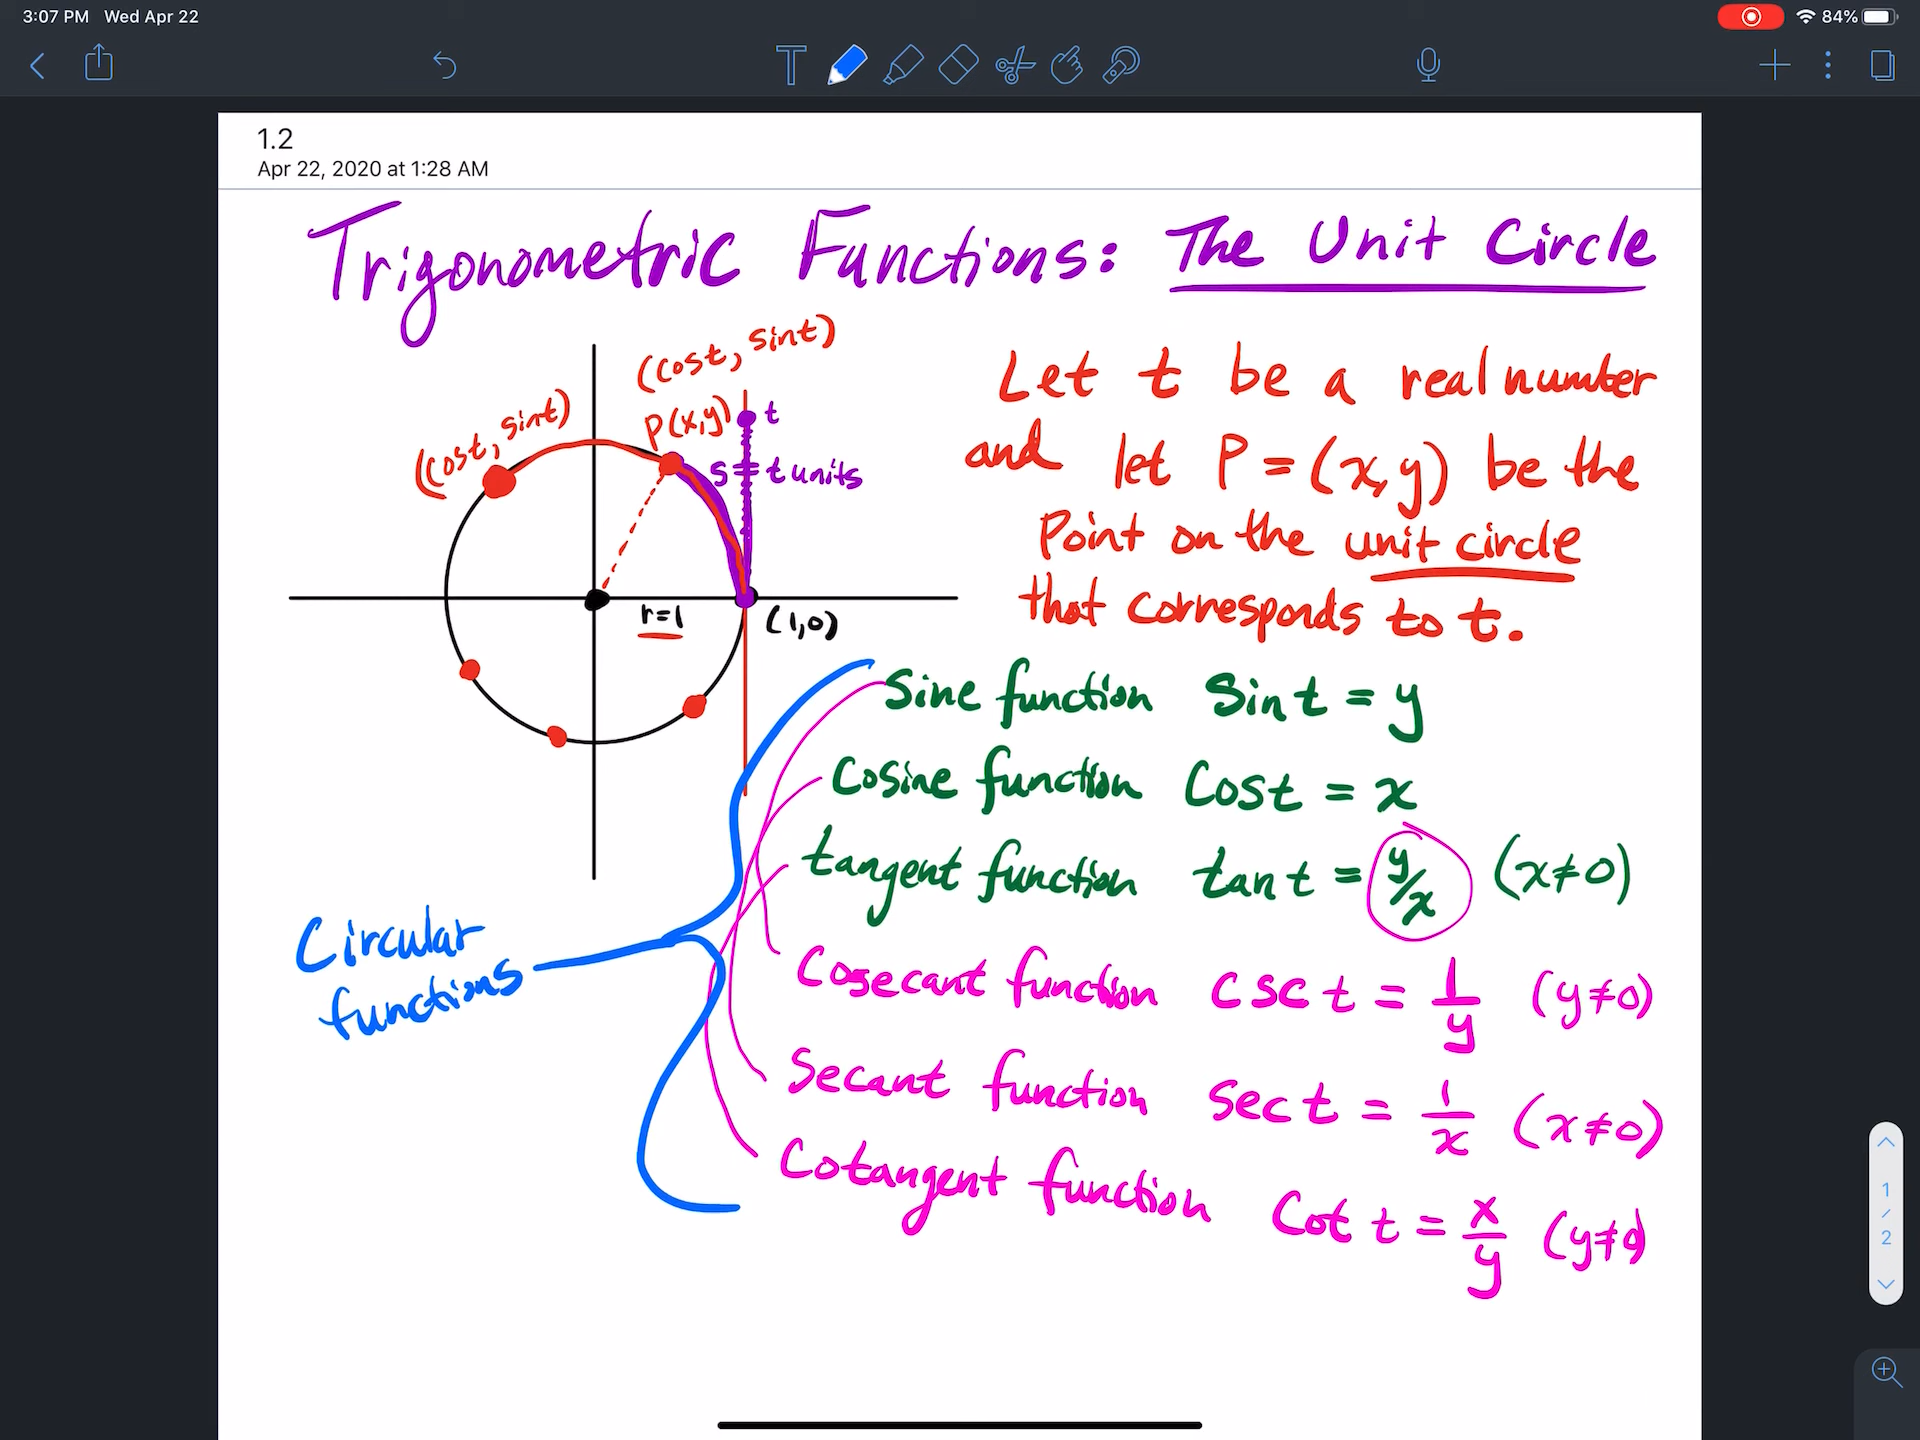 3:07 PM Wed Apr 22
84%
T
1.2
Apr 22, 2020 at 1:28 AM
Trigonometric Functions: The Unit Circle
(cost, sint)
(cost, sint)
P(x,y)
t
s = t units
r=1
(1,0)
Let t be a real number
and let P = (x,y) be the
Point on the unit circle
that corresponds to t.
Sine function sin t = y
Cosine function Cost = x
tangent function tan t = y/x (x≠0)
Circular
functions
Cosecant function csc t = 1/y (y≠0)
Secant function sec t = 1/x (x≠0)
Cotangent function Cot t = x/y (y≠0)
1
/
2